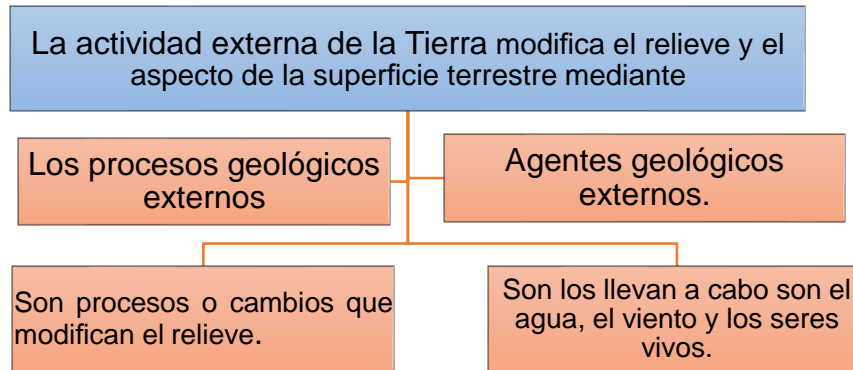 La actividad externa de la Tierra modifica el relieve y el
aspecto de la superficie terrestre mediante
Los procesos geológicos
externos
Agentes geológicos
externos.
Son procesos o cambios que
modifican el relieve.
Son los llevan a cabo son el
agua, el viento y los seres
vivos.